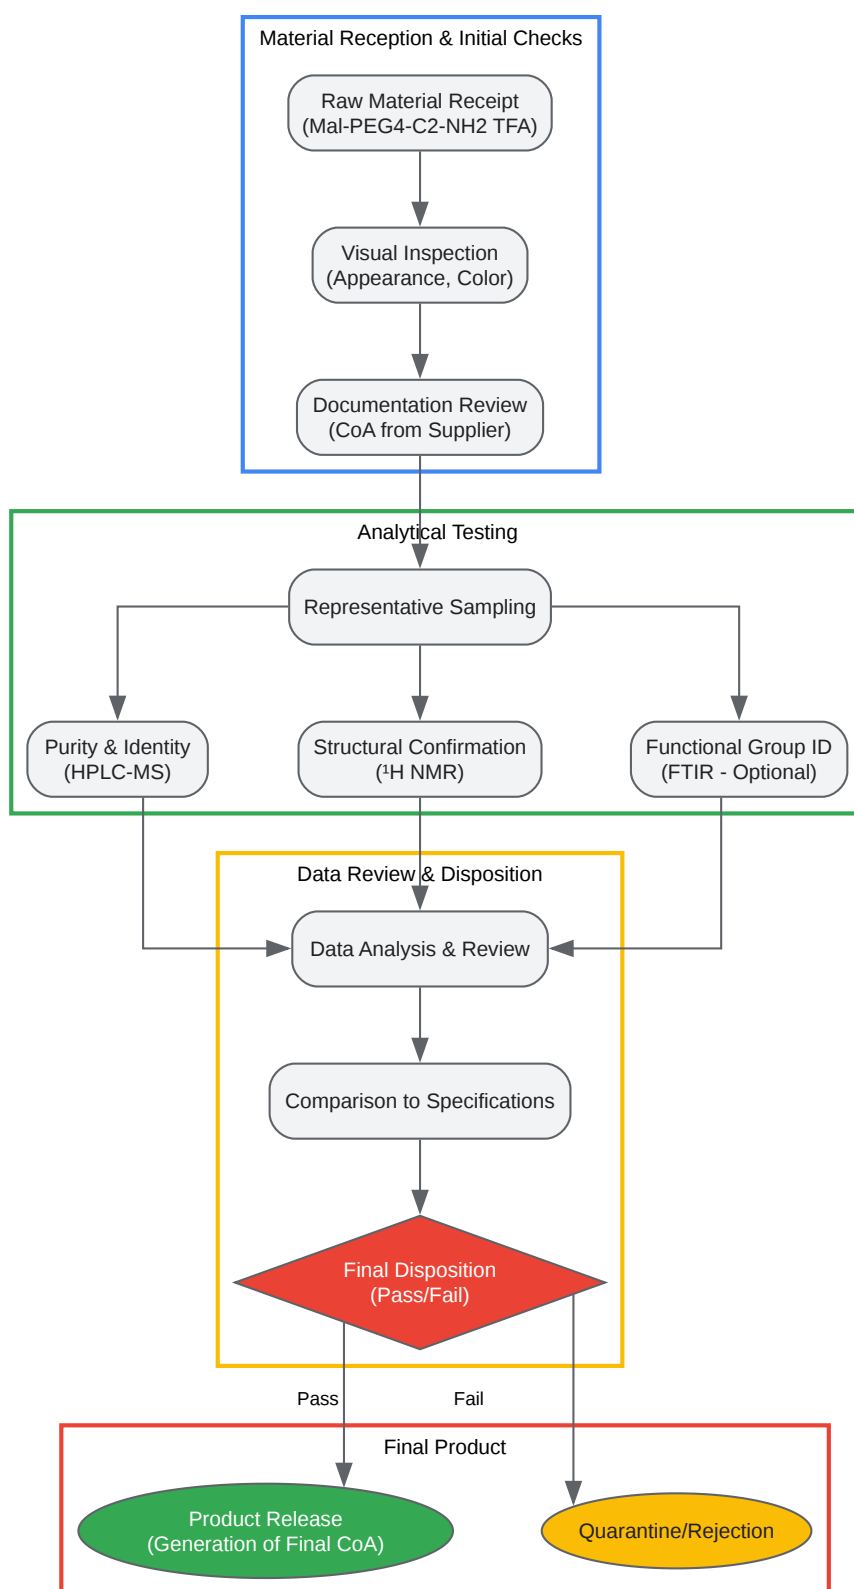 Material Reception & Initial Checks
Raw Material Receipt
(Mal-PEG4-C2-NH2 TFA)
Visual Inspection
(Appearance, Color)
Documentation Review
(CoA from Supplier)
Analytical Testing
Representative Sampling
Purity & Identity
(HPLC-MS)
Structural Confirmation
(¹H NMR)
Functional Group ID
(FTIR - Optional)
Data Review & Disposition
Data Analysis & Review
Comparison to Specifications
Final Disposition
(Pass/Fail)
Pass
Fail
Final Product
Product Release
(Generation of Final CoA)
Quarantine/Rejection